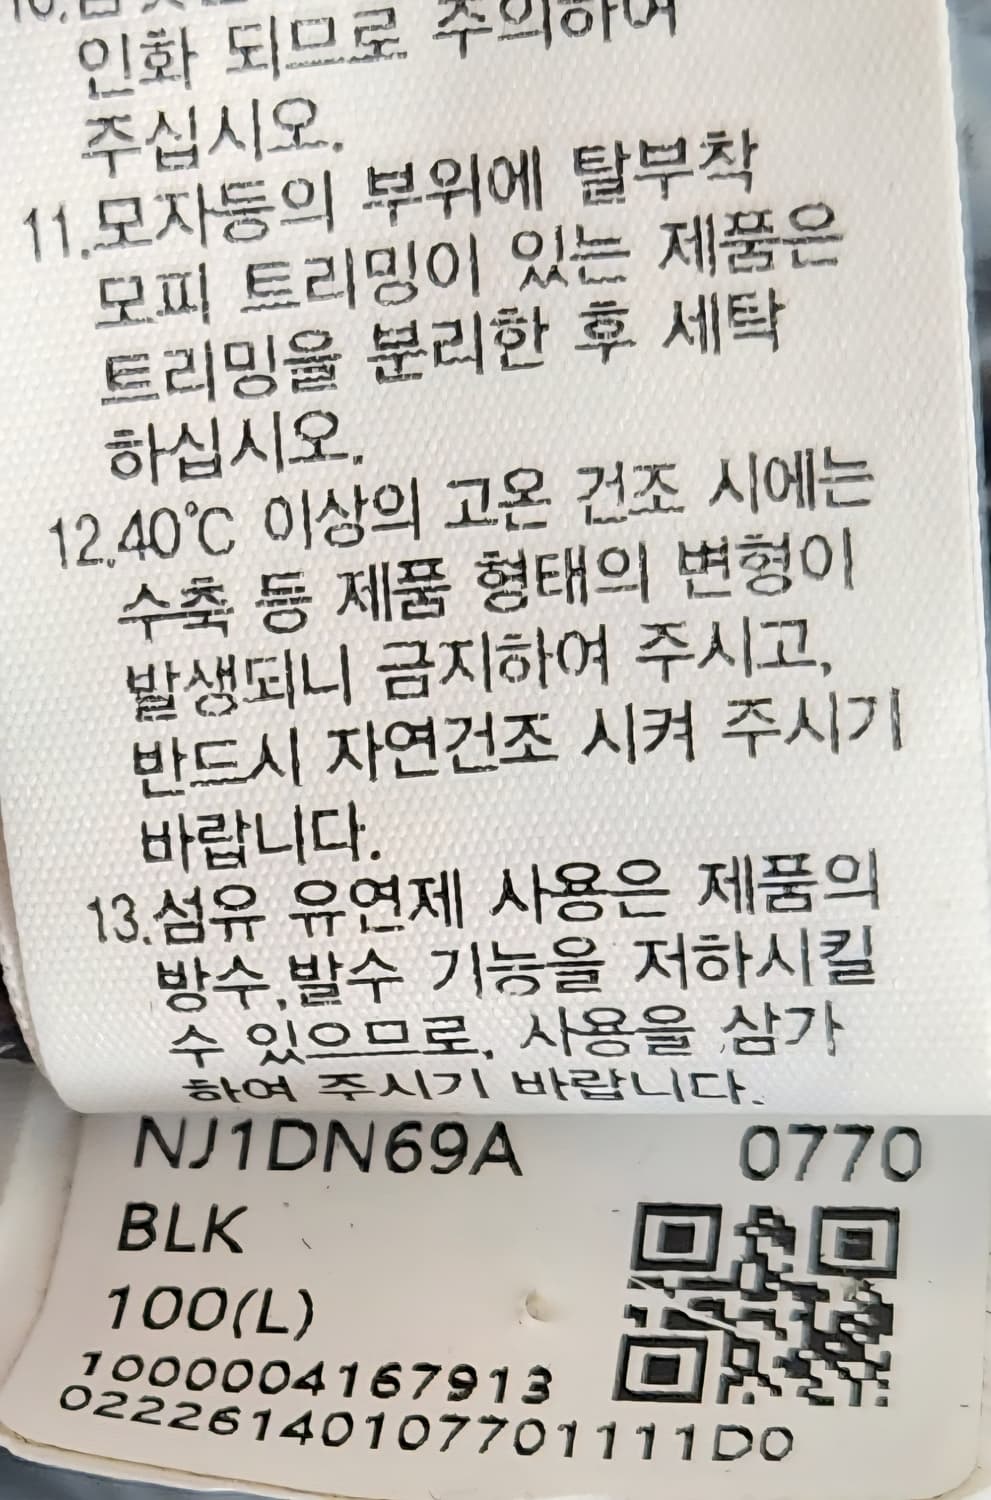 인화 되므로 주의하여
주십시오.
11.모자등의 부위에 탈부착
모피 트리밍이 있는 제품은
트리밍을 분리한 후 세탁
하십시오.
12.40℃ 이상의 고온 건조 시에는
수축 등 제품 형태의 변형이
발생되니 금지하여 주시고,
반드시 자연건조 시켜 주시기
바랍니다.
13.섬유 유연제 사용은 제품의
방수,발수 기능을 저하시킬
수 있으므로, 사용을 삼가
하여 주시기 바랍니다.
NJ1DN69A 0770
BLK
100(L)
1000004167913
02226140107701111D0